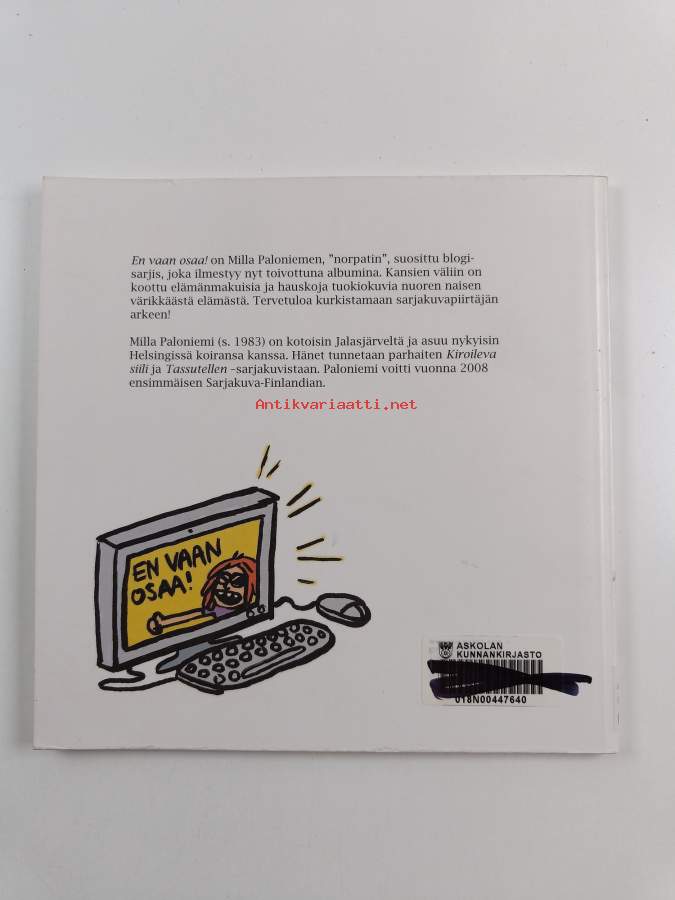 En vaan osaa! on Milla Paloniemen, ”norpatin”, suosittu blogi-
sarjis, joka ilmestyy nyt toivottuna albumina. Kansien väliin on
koottu elämänmakuisia ja hauskoja tuokiokuvia nuoren naisen
värikkäästä elämästä. Tervetuloa kurkistamaan sarjakuvapiirtäjän
arkeen!
Milla Paloniemi (s. 1983) on kotoisin Jalasjärveltä ja asuu nykyisin
Helsingissä koiransa kanssa. Hänet tunnetaan parhaiten Kiroileva
siili ja Tassutellen –sarjakuvistaan. Paloniemi voitti vuonna 2008
ensimmäisen Sarjakuva-Finlandian.
Antikvariaatti.net
EN VAAN
OSAA!
ASKOLAN
KUNNANKIRJASTO
018N00447640